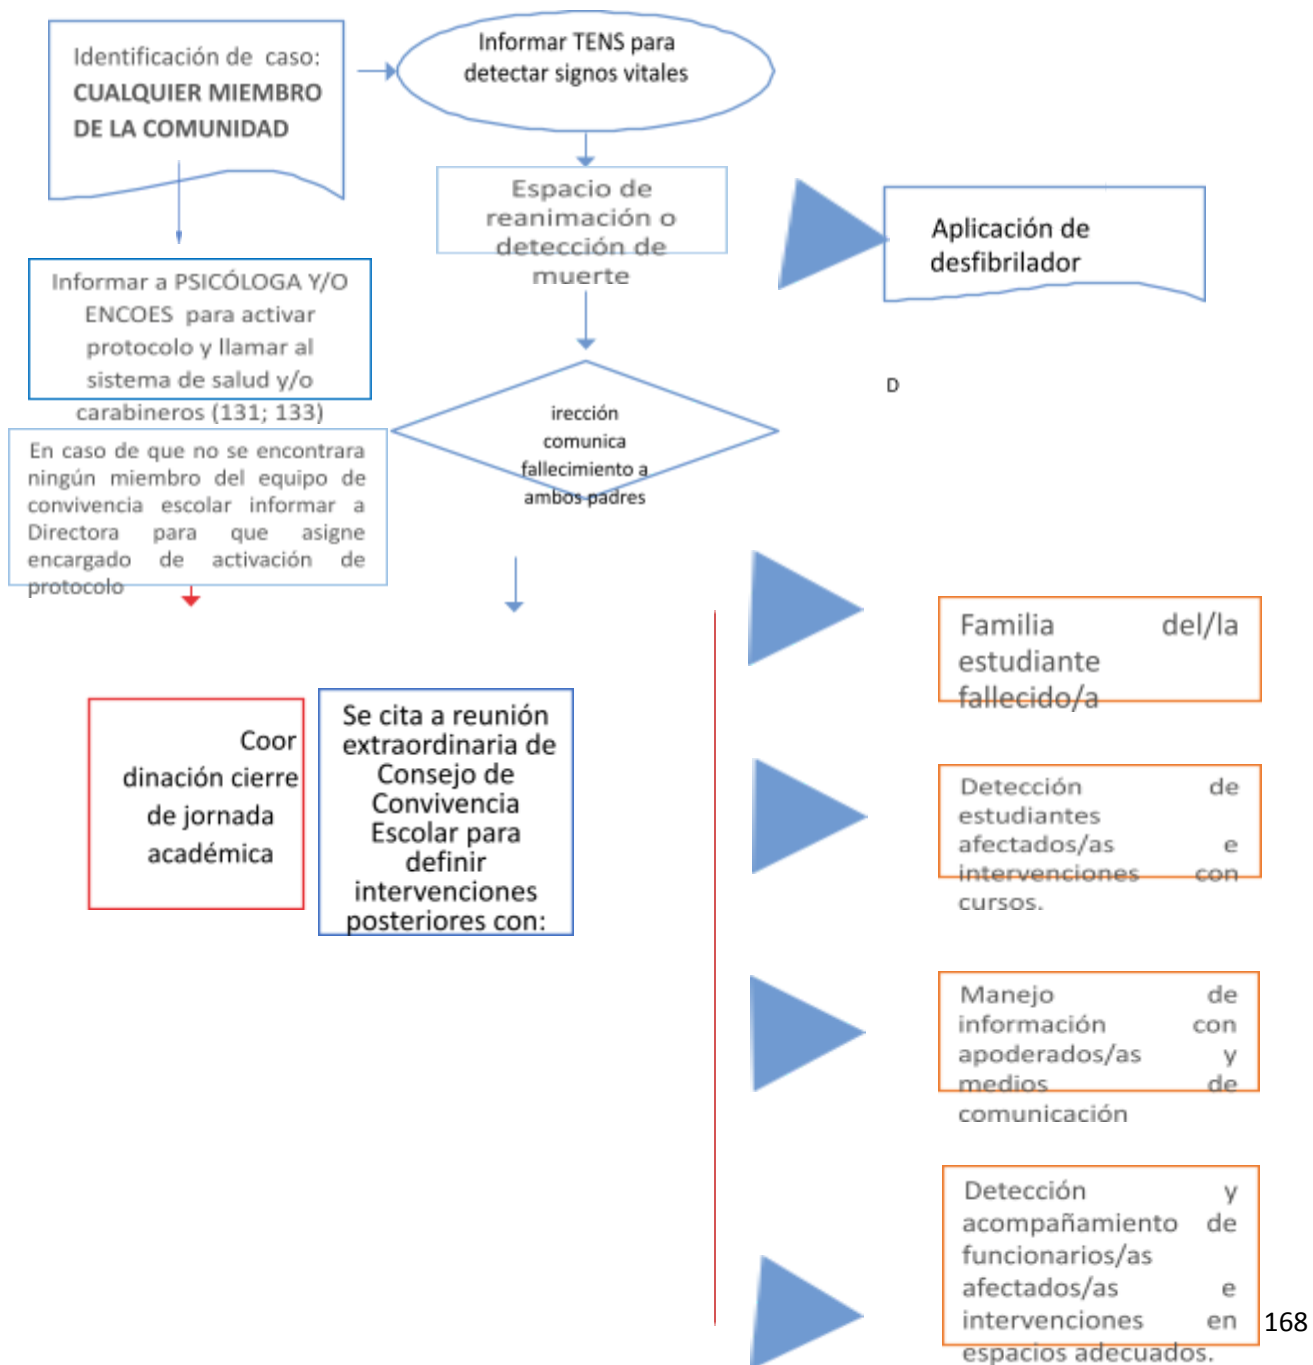 Identificación de caso:
CUALQUIER MIEMBRO
DE LA COMUNIDAD
Informar TENS para
detectar signos vitales
Espacio de
reanimación o
detección de
muerte
Aplicación de
desfibrilador
Informar a PSICÓLOGA Y/O
ENCOES para activar
protocolo y llamar al
sistema de salud y/o
carabineros (131; 133)
D
irección
comunica
fallecimiento a
ambos padres
En caso de que no se encontrara
ningún miembro del equipo de
convivencia escolar informar a
Directora para que asigne
encargado de activación de
protocolo
Coor
dinación cierre
de jornada
académica
Se cita a reunión
extraordinaria de
Consejo de
Convivencia
Escolar para
definir
intervenciones
posteriores con:
Familia del/la
estudiante
fallecido/a
Detección de
estudiantes
afectados/as e
intervenciones con
cursos.
Manejo de
información con
apoderados/as y
medios de
comunicación
Detección y
acompañamiento de
funcionarios/as
afectados/as e
intervenciones en
espacios adecuados.
168